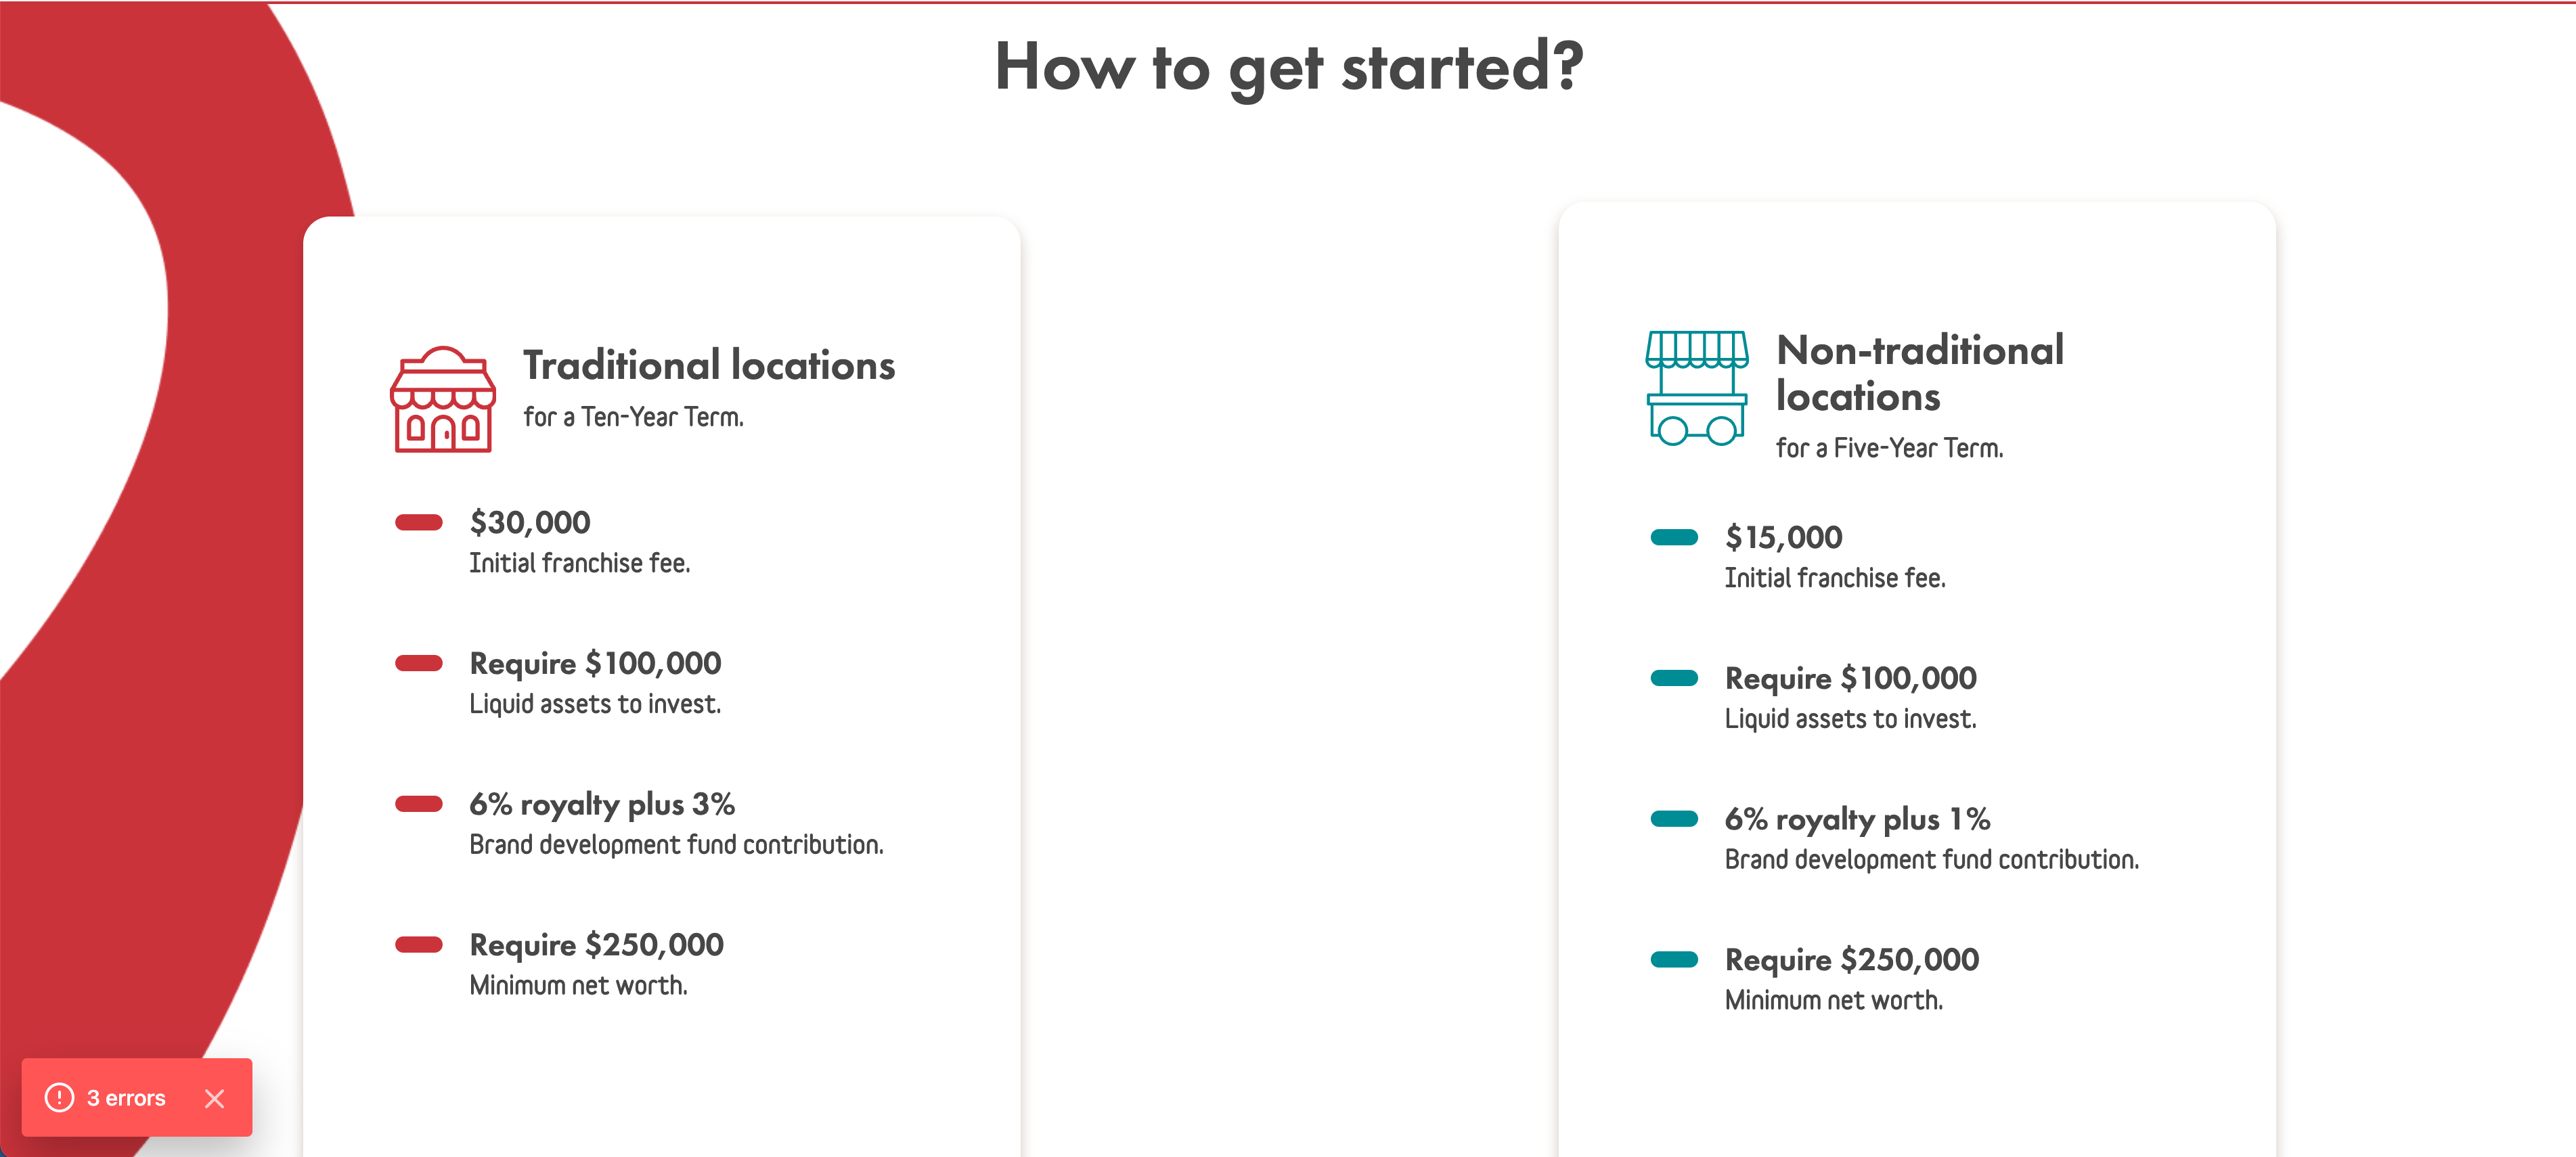 How to get started?
Traditional locations
for a Ten-Year Term.
$30,000
Initial franchise fee.
Require $100,000
Liquid assets to invest.
6% royalty plus 3%
Brand development fund contribution.
Require $250,000
Minimum net worth.
Non-traditional
locations
for a Five-Year Term.
$15,000
Initial franchise fee.
Require $100,000
Liquid assets to invest.
6% royalty plus 1%
Brand development fund contribution.
Require $250,000
Minimum net worth.
3 errors